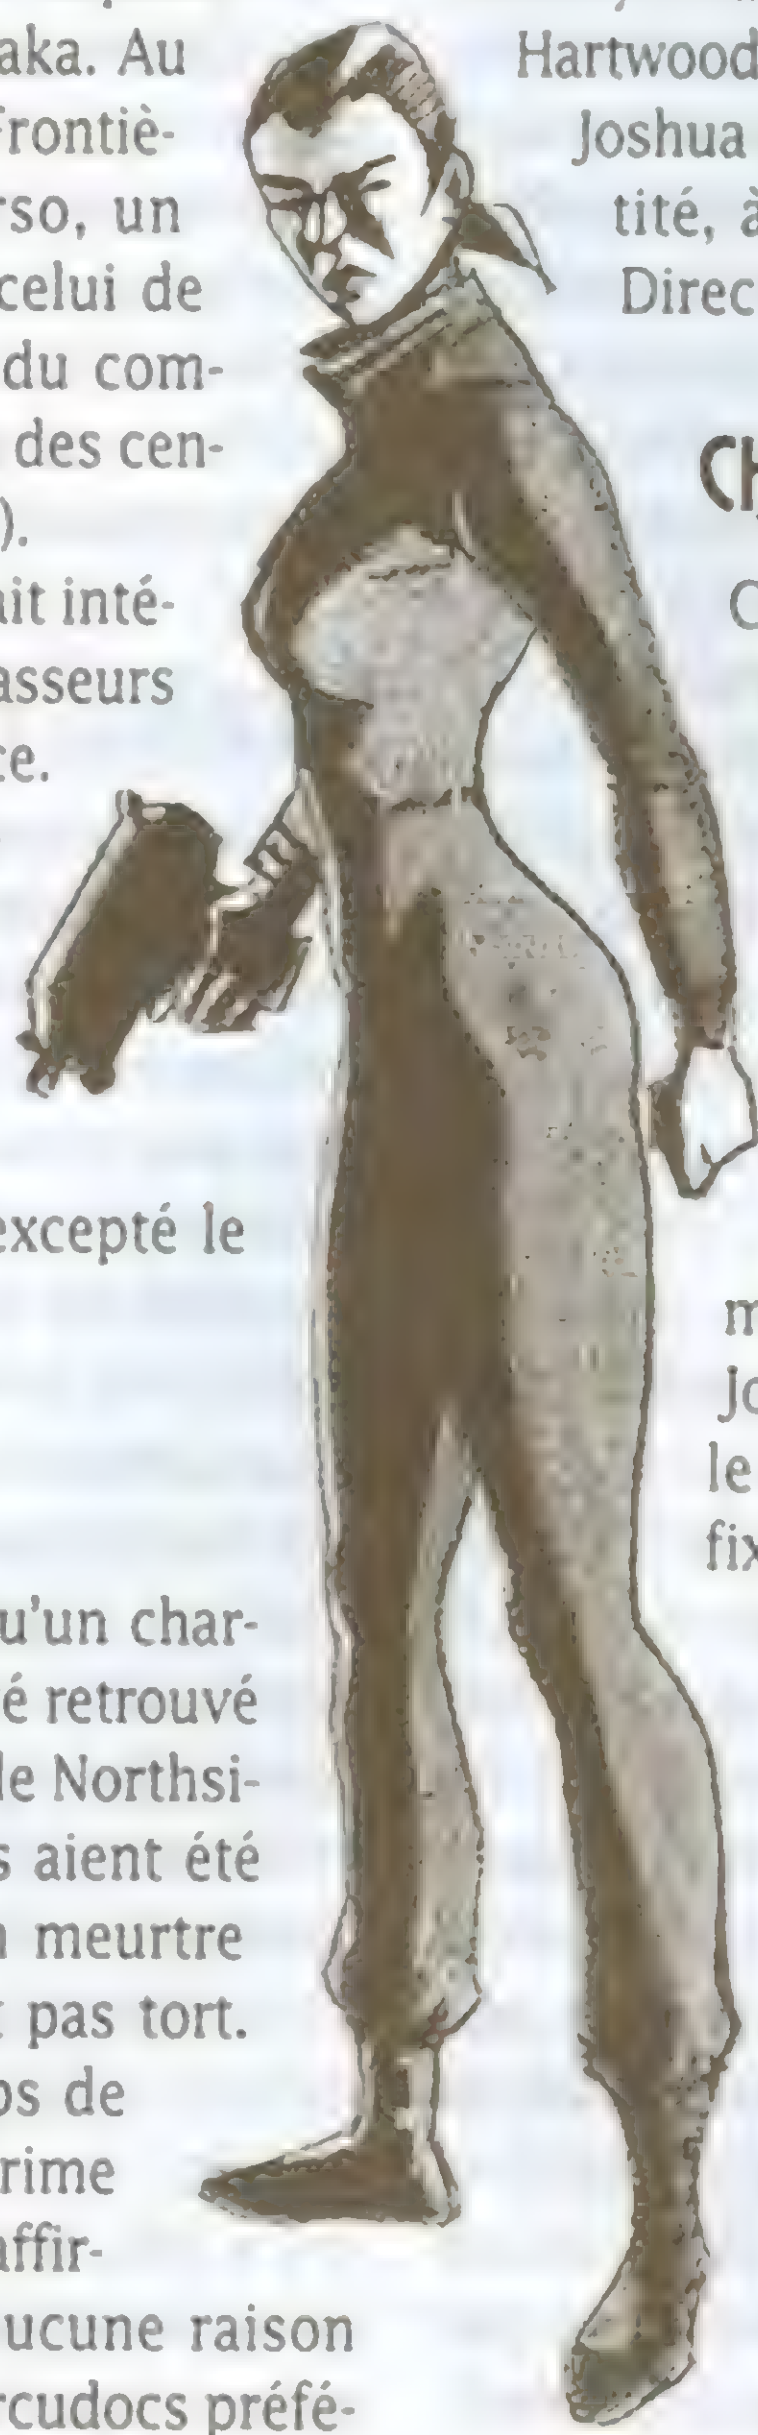 aka. Au
Frontiè-
rso, un
celui de
du com-
des cen-
).
ait inté-
asseurs
ce.
excepté le
u'un char-
é retrouvé
de Northsi-
s aient été
meurtre
pas tort.
os de
rime
affir-
ucune raison
rcudocs préfé-
Hartwood
Joshua
tité, à
Direc
CH
C
m
Jo
le
fix